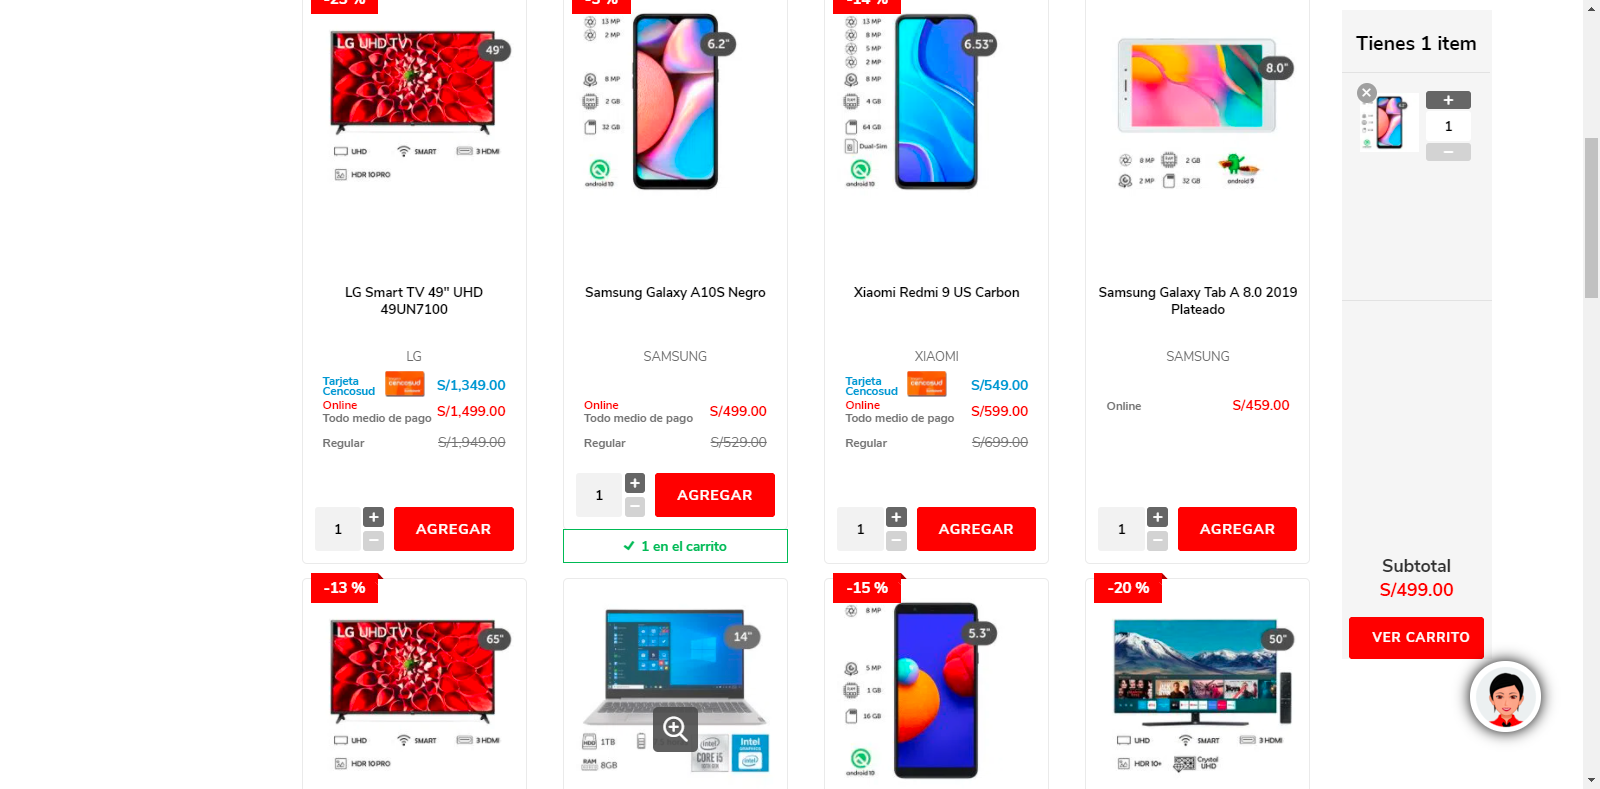 -23 %
-5 %
-14 %
LG UHD TV
49"
UHD
SMART
3 HDMI
HDR 10 PRO
13 MP
2 MP
8 MP
2 GB
32 GB
android 10
6.2"
13 MP
8 MP
5 MP
2 MP
8 MP
4 GB
64 GB
Dual-Sim
android 10
6.53"
8.0"
8 MP
2 GB
2 MP
32 GB
android 9
Tienes 1 item
+
1
−
LG Smart TV 49" UHD
49UN7100
LG
Tarjeta
Cencosud
cencosud
S/1,349.00
Online
Todo medio de pago
S/1,499.00
Regular
S/1,949.00
1
+
−
AGREGAR
Samsung Galaxy A10S Negro
SAMSUNG
Online
Todo medio de pago
S/499.00
Regular
S/529.00
1
+
−
AGREGAR
1 en el carrito
Xiaomi Redmi 9 US Carbon
XIAOMI
Tarjeta
Cencosud
cencosud
S/549.00
Online
Todo medio de pago
S/599.00
Regular
S/699.00
1
+
−
AGREGAR
Samsung Galaxy Tab A 8.0 2019
Plateado
SAMSUNG
Online
S/459.00
1
+
−
AGREGAR
Subtotal
S/499.00
VER CARRITO
-13 %
LG UHD TV
65"
UHD
SMART
3 HDMI
HDR 10 PRO
14"
1TB
RAM
8GB
intel
CORE i5
intel
-15 %
8 MP
5 MP
1 GB
16 GB
android 10
5.3"
-20 %
50"
UHD
SMART
3 HDMI
HDR 10+
Crystal
UHD